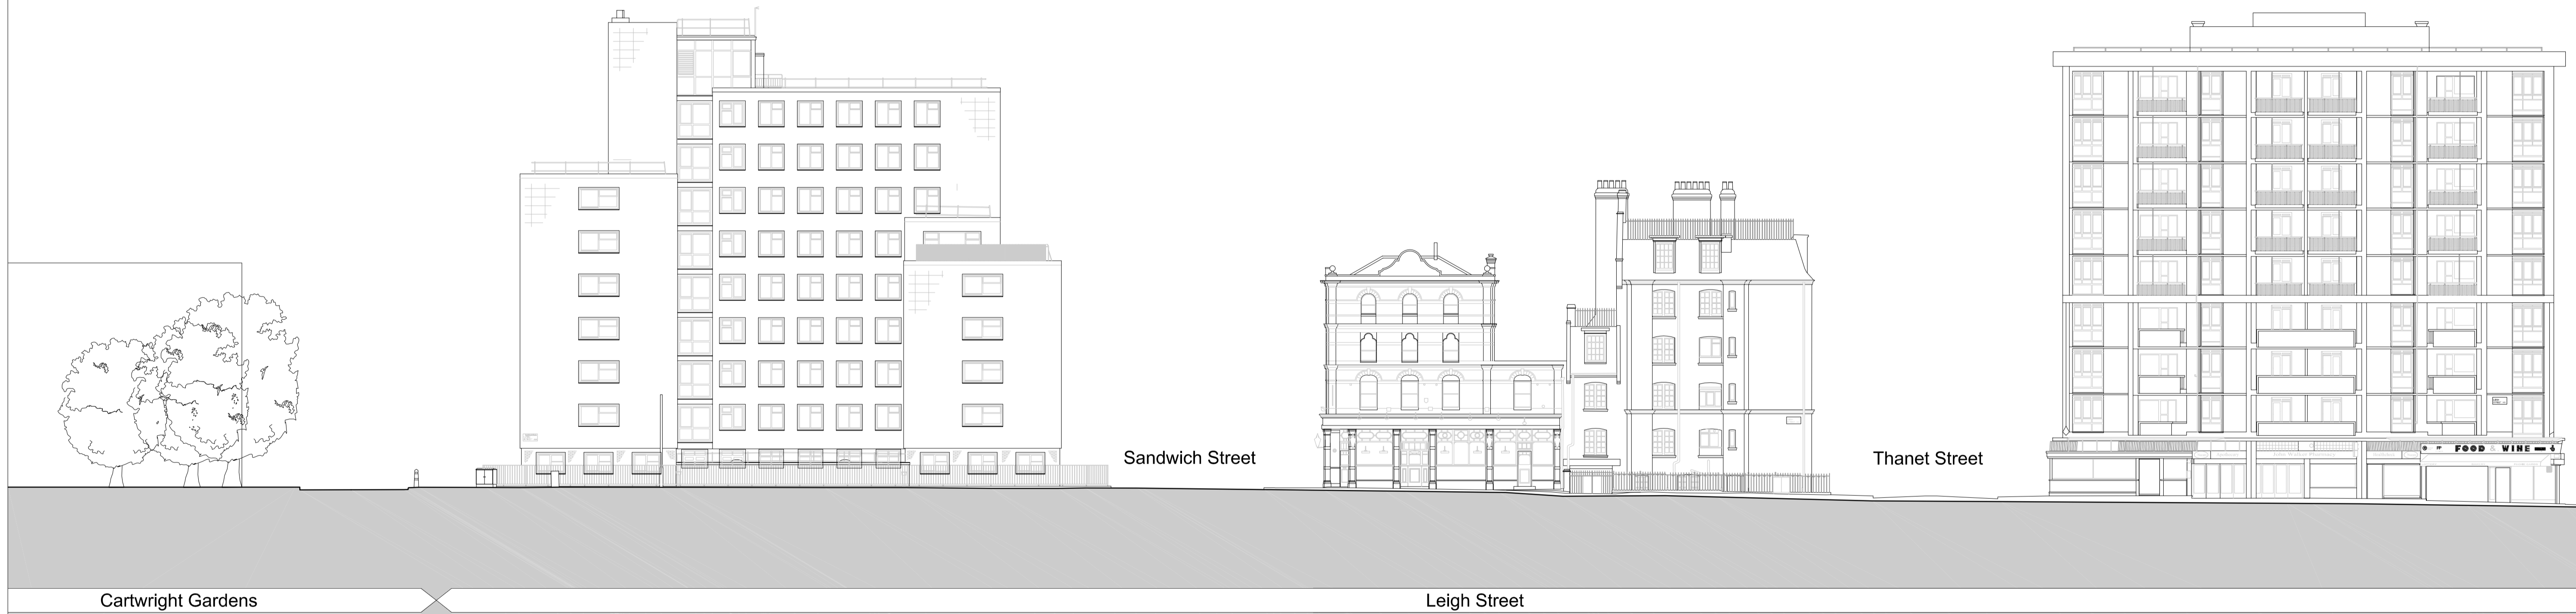 Sandwich Street
Thanet Street
FOOD & WINE
Cartwright Gardens
Leigh Street